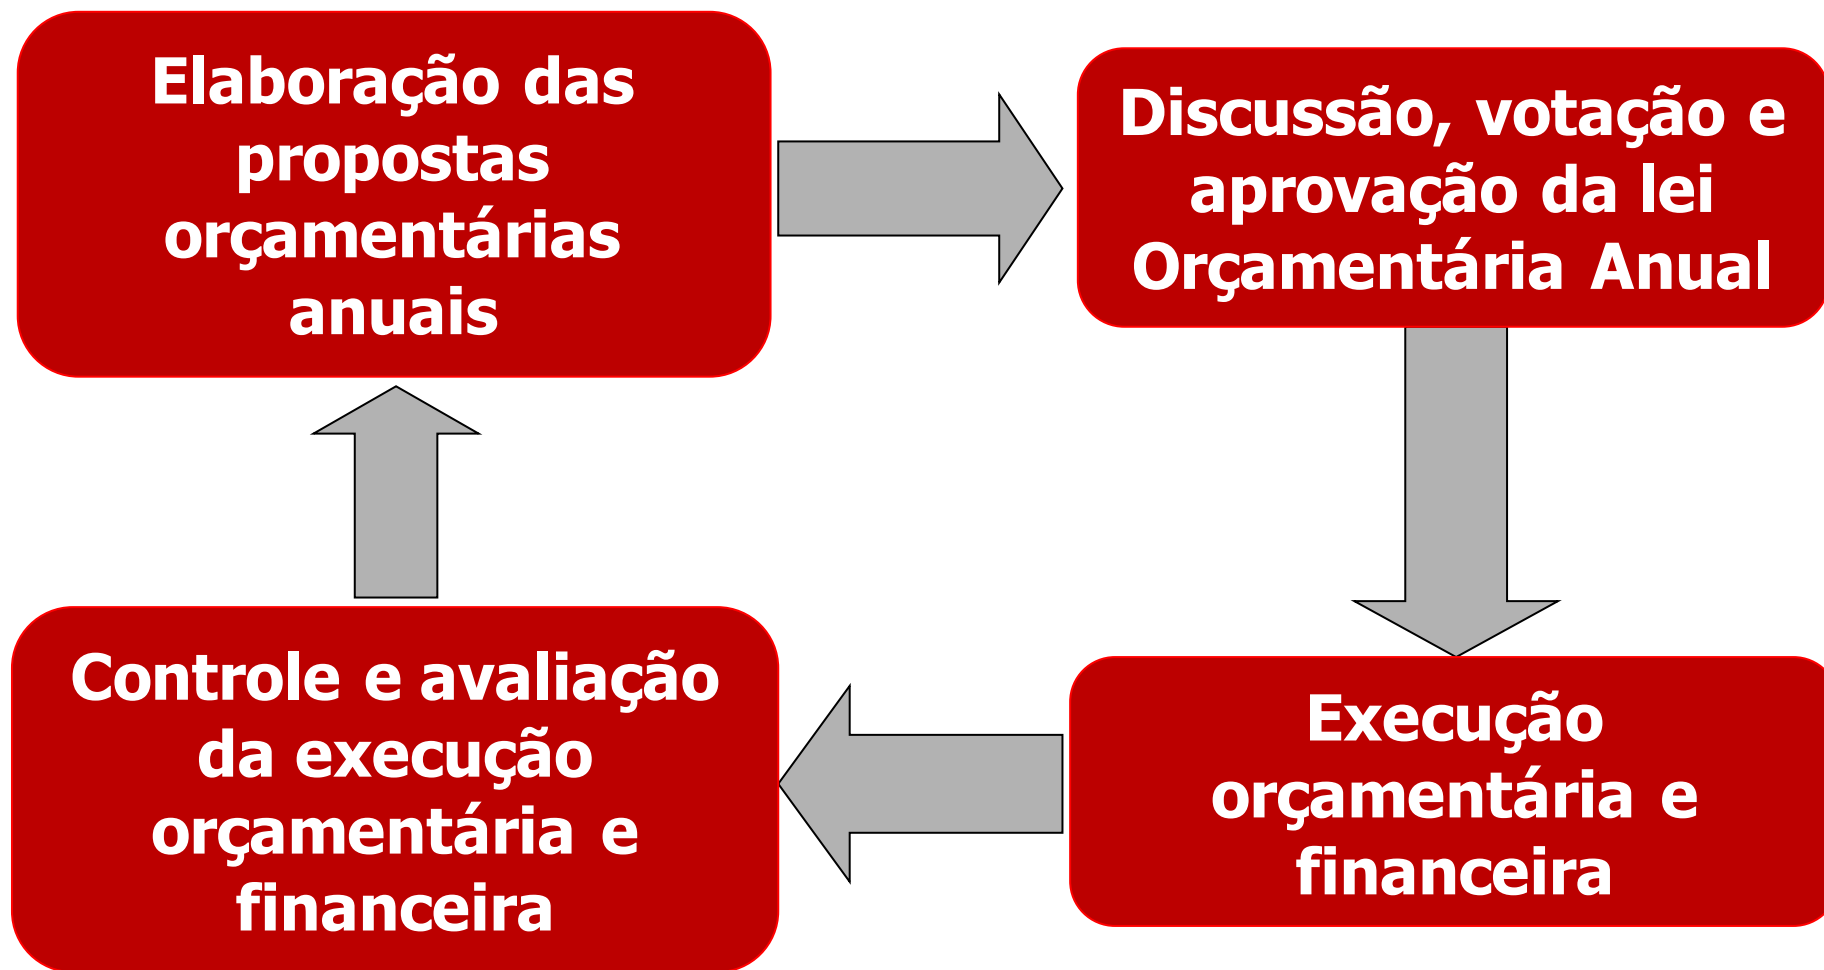 Elaboração das
propostas
orçamentárias
anuais
Discussão, votação e
aprovação da lei
Orçamentária Anual
Execução
orçamentária e
financeira
Controle e avaliação
da execução
orçamentária e
financeira